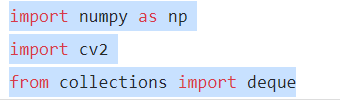 import numpy as np
import cv2
from collections import deque